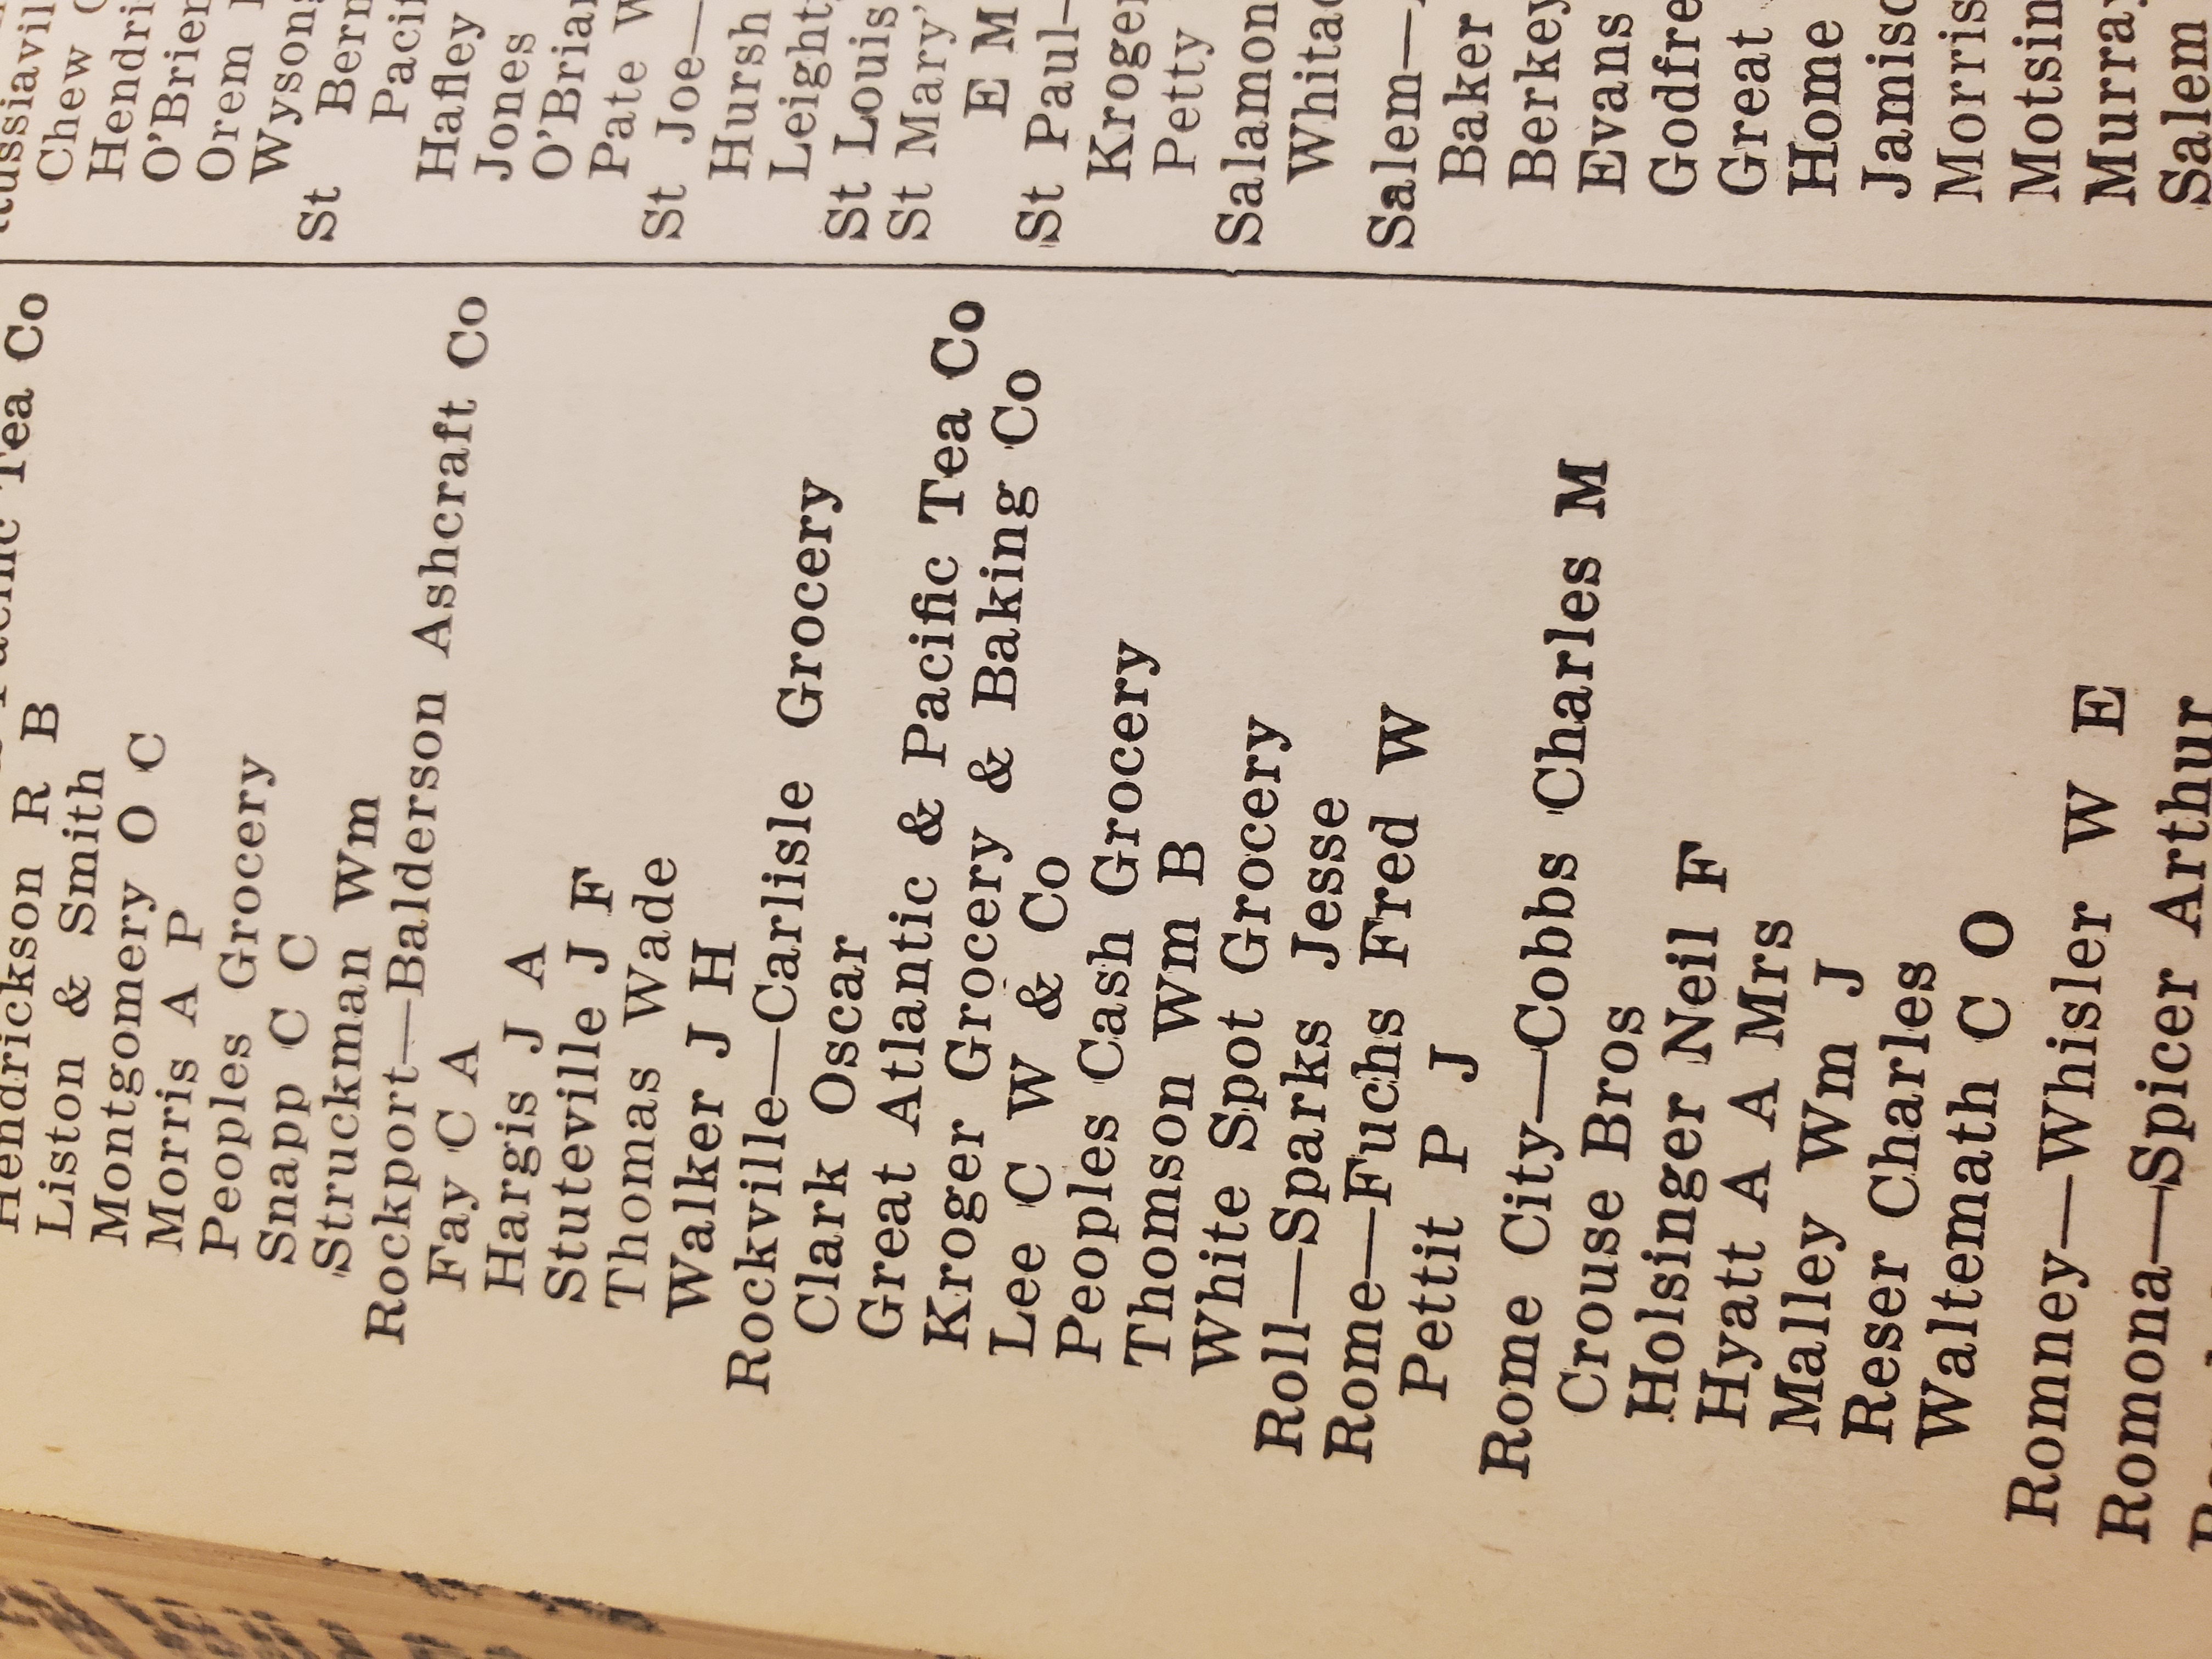 Tea Co
Hendrickson R B
Liston & Smith
Montgomery O C
Morris A P
Peoples Grocery
Snapp C C
Struckman Wm
Rockport—Balderson Ashcraft Co
Fay C A
Hargis J A
Stuteville J F
Thomas Wade
Walker J H
Rockville—Carlisle Grocery
Clark Oscar
Great Atlantic & Pacific Tea Co
Kroger Grocery & Baking Co
Lee C W & Co
Peoples Cash Grocery
Thomson Wm B
White Spot Grocery
Roll—Sparks Jesse
Rome—Fuchs Fred W
Pettit P J
Rome City—Cobbs Charles M
Crouse Bros
Holsinger Neil F
Hyatt A A Mrs
Malley Wm J
Reser Charles
Waltemath C O
Romney—Whisler W E
Romona—Spicer Arthur
Chew
O'Brien
Orem
St
Hafley
Jones
Pate W
St Joe—
Hursh
St Louis
E M
St Paul—
Kroger
Petty
Salamon
Salem—
Baker
Berkey
Evans
Great
Home
Morris
Murray
Salem